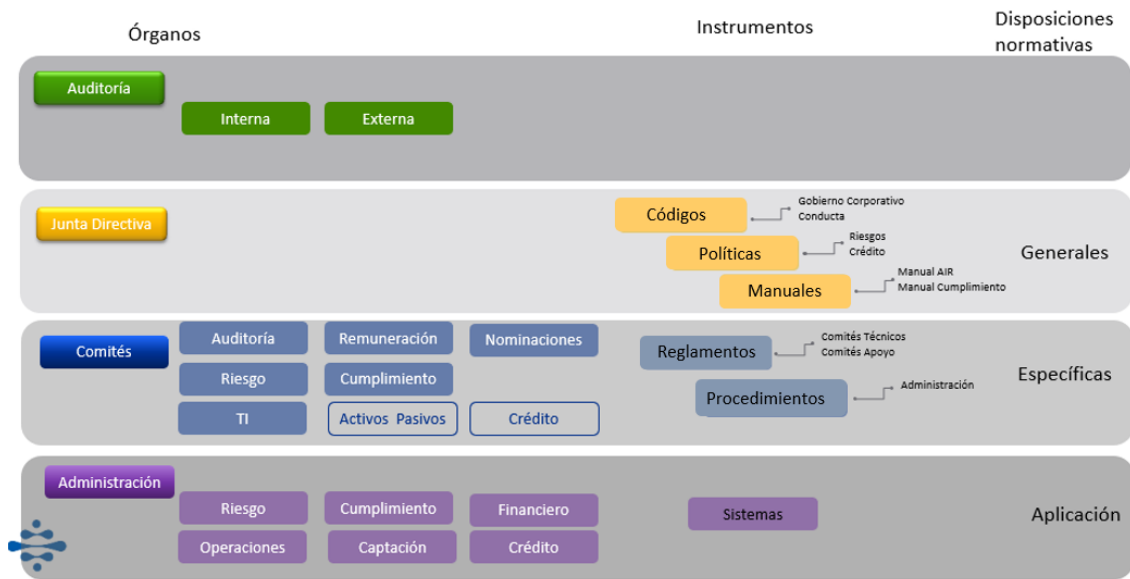 Órganos
Instrumentos
Disposiciones
normativas
Auditoría
Interna
Externa
Junta Directiva
Códigos
Gobierno Corporativo
Conducta
Políticas
Riesgos
Crédito
Manuales
Manual AIR
Manual Cumplimiento
Generales
Comités
Auditoría
Remuneración
Nominaciones
Riesgo
Cumplimiento
TI
Activos Pasivos
Crédito
Reglamentos
Comités Técnicos
Comités Apoyo
Procedimientos
Administración
Específicas
Administración
Riesgo
Cumplimiento
Financiero
Operaciones
Captación
Crédito
Sistemas
Aplicación